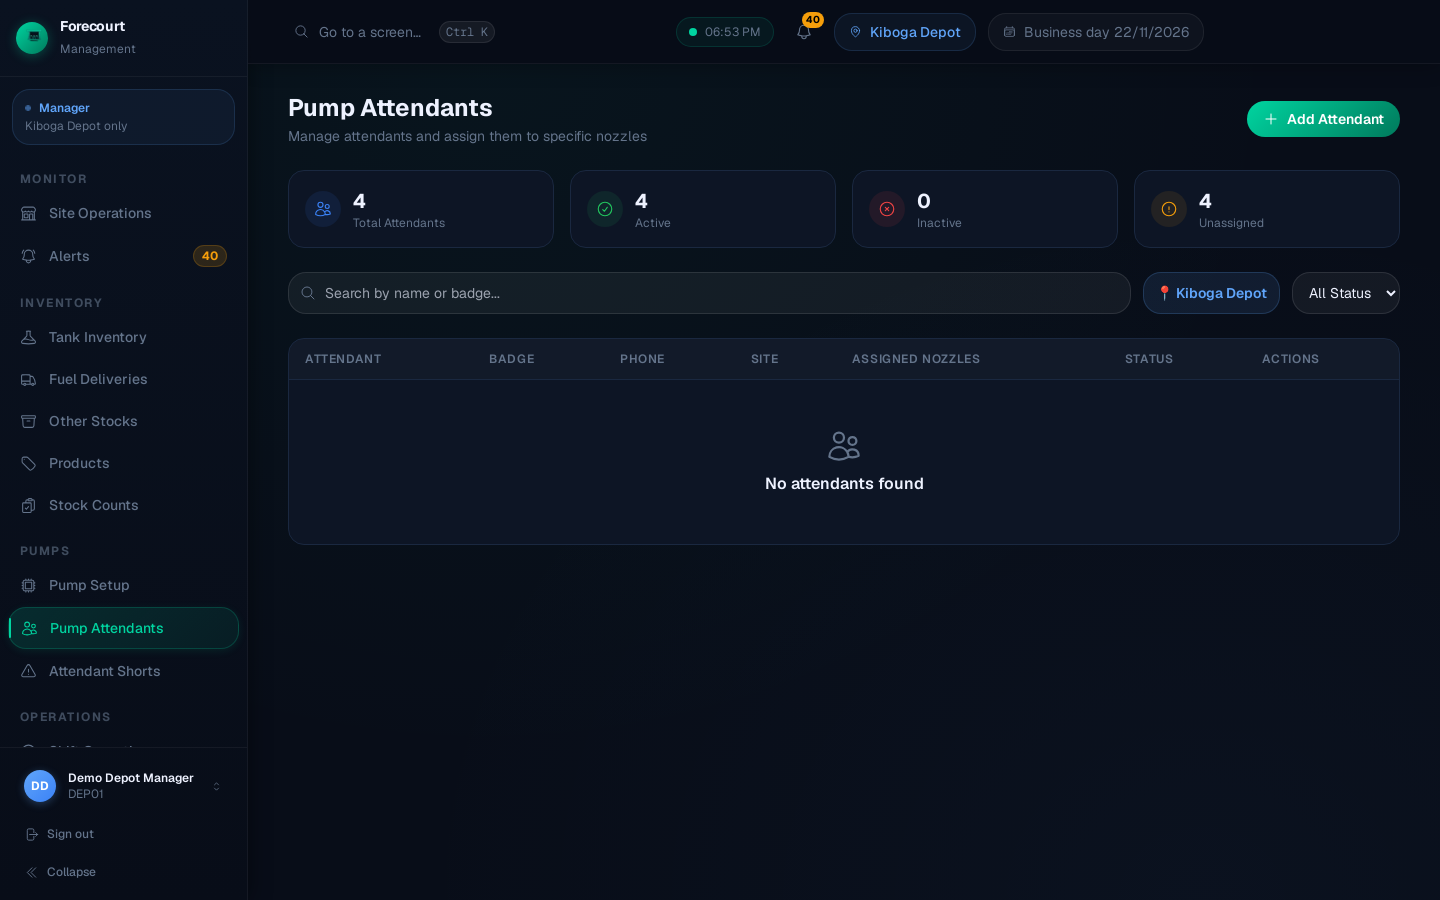 Forecourt
Management
Go to a screen...
Ctrl K
06:53 PM
40
Kiboga Depot
Business day 22/11/2026
Manager
Kiboga Depot only
MONITOR
Site Operations
Alerts
40
INVENTORY
Tank Inventory
Fuel Deliveries
Other Stocks
Products
Stock Counts
PUMPS
Pump Setup
Pump Attendants
Attendant Shorts
OPERATIONS
Demo Depot Manager
DD
DEP01
Sign out
Collapse
Pump Attendants
Manage attendants and assign them to specific nozzles
Add Attendant
4
Total Attendants
4
Active
0
Inactive
4
Unassigned
Search by name or badge...
📍 Kiboga Depot
All Status
ATTENDANT BADGE PHONE SITE ASSIGNED NOZZLES STATUS ACTIONS
No attendants found